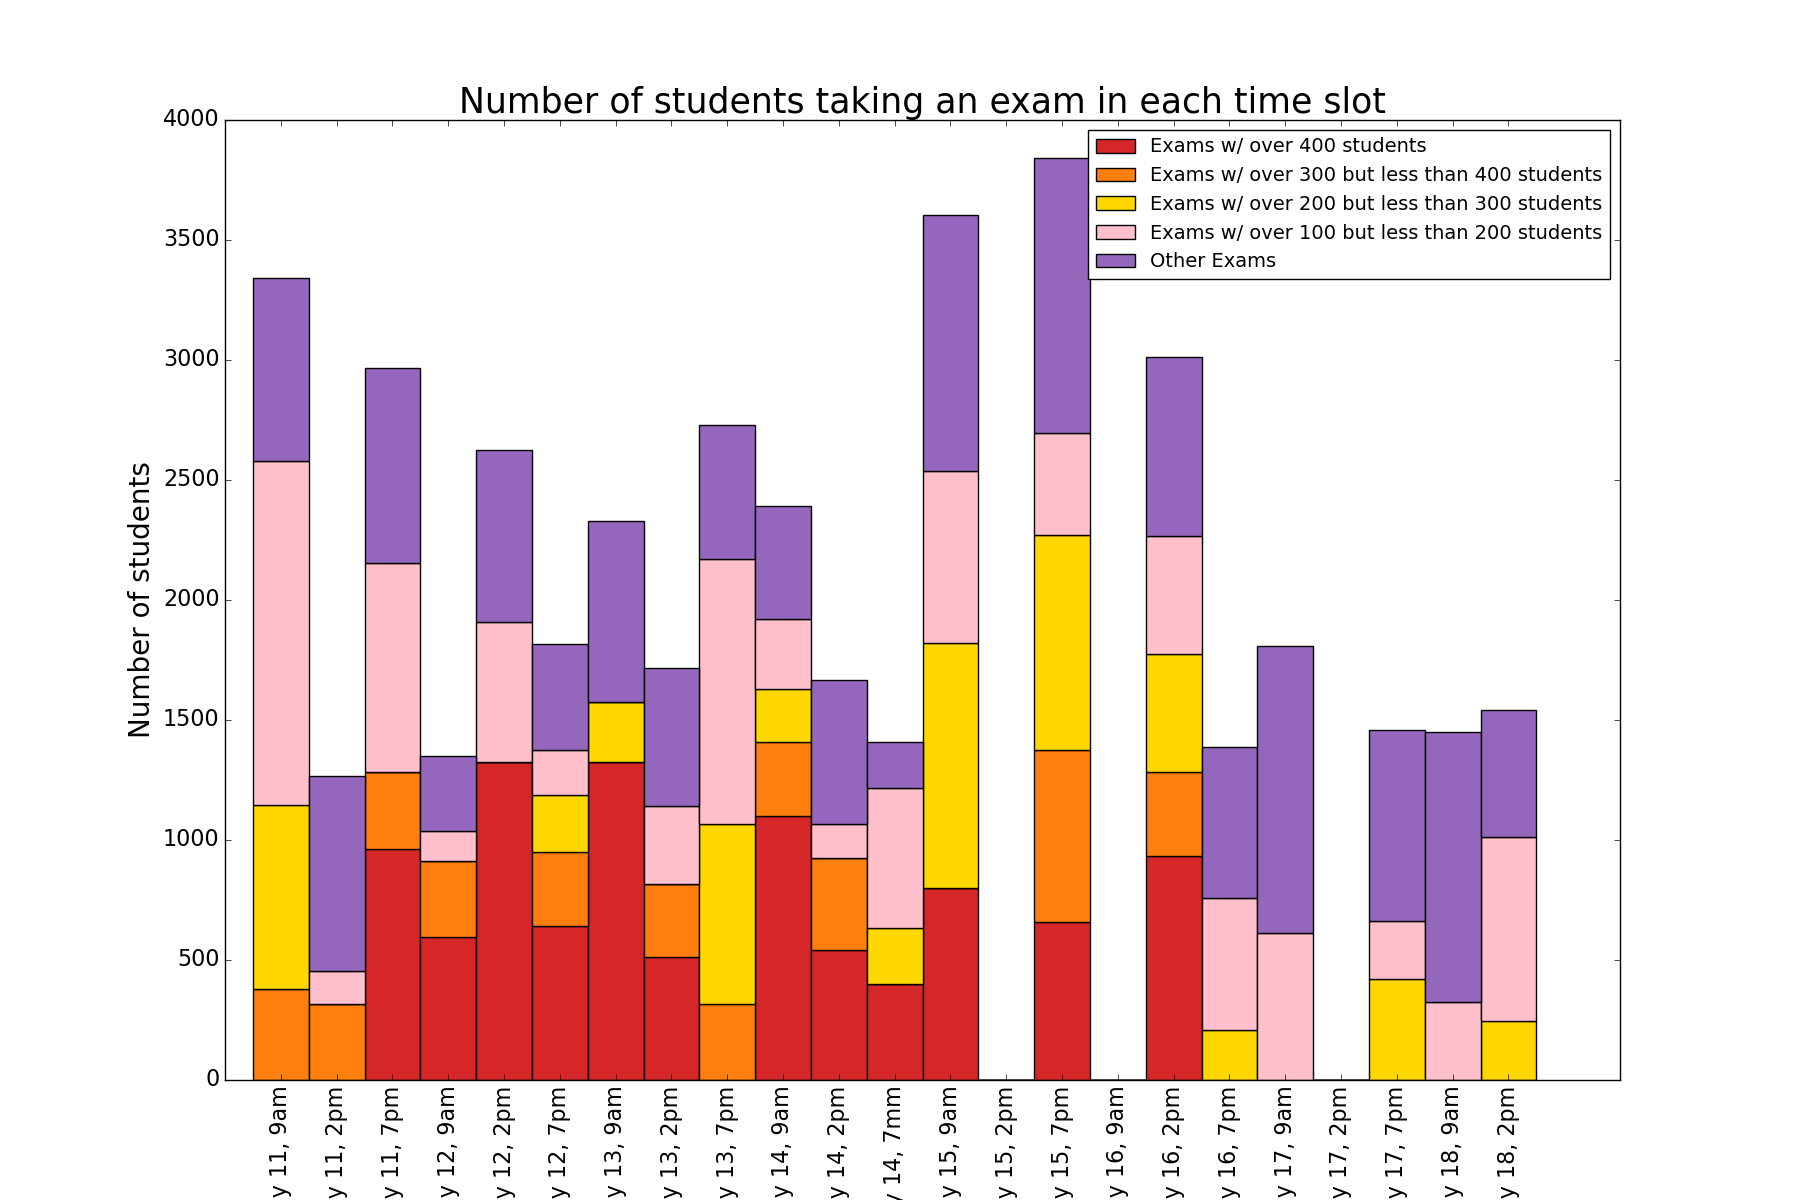 Number of students taking an exam in each time slot
Exams w/ over 400 students
Exams w/ over 300 but less than 400 students
Exams w/ over 200 but less than 300 students
Exams w/ over 100 but less than 200 students
Other Exams
Number of students
4000
3500
3000
2500
2000
1500
1000
500
0
y 11, 9am
y 11, 2pm
y 11, 7pm
y 12, 9am
y 12, 2pm
y 12, 7pm
y 13, 9am
y 13, 2pm
y 13, 7pm
y 14, 9am
y 14, 2pm
y 14, 7mm
y 15, 9am
y 15, 2pm
y 15, 7pm
y 16, 9am
y 16, 2pm
y 16, 7pm
y 17, 9am
y 17, 2pm
y 17, 7pm
y 18, 9am
y 18, 2pm